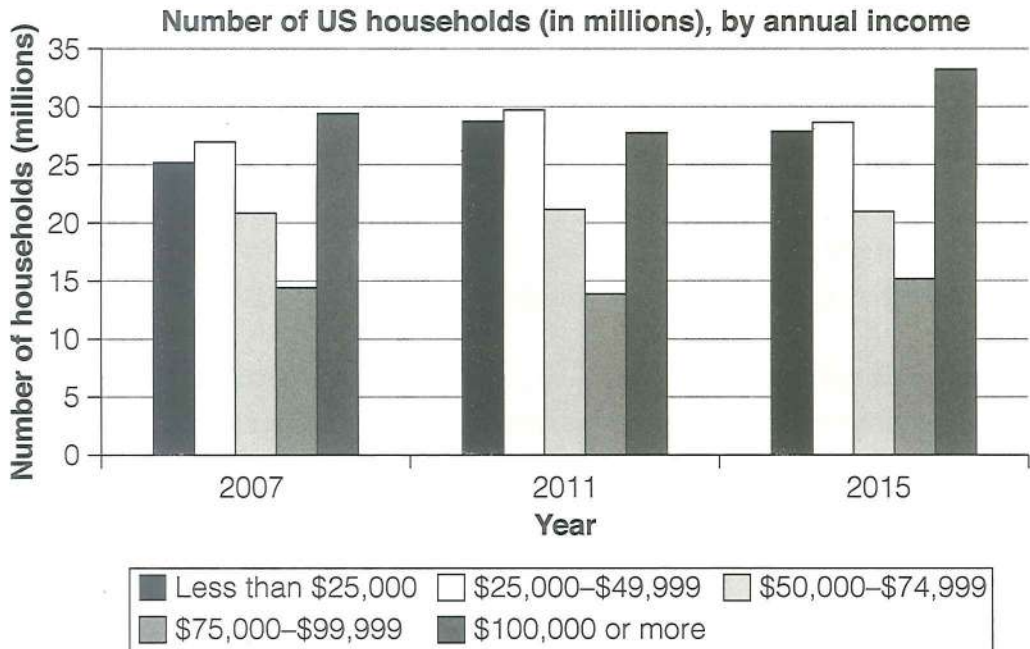 Number of US households (in millions), by annual income
Number of households (millions)
35
30
25
20
15
10
5
0
2007 2011 2015
Year
Less than $25,000 $25,000–$49,999 $50,000–$74,999
$75,000–$99,999 $100,000 or more